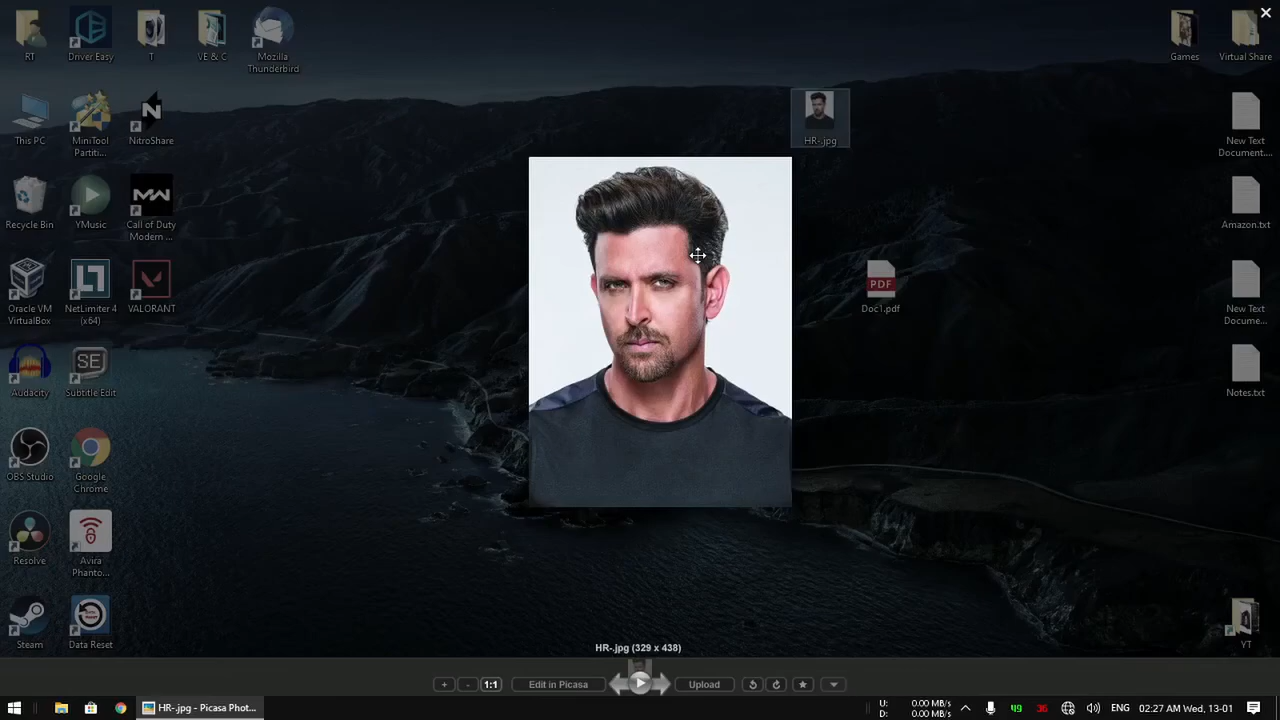 RT
Driver Easy
T
VE & C
Mozilla
Thunderbird
Games
Virtual Share
This PC
MiniTool
Partiti...
N
NitroShare
HR-.jpg
New Text
Document....
Recycle Bin
YMusic
MW
Call of Duty
Modern ...
Amazon.txt
Oracle VM
VirtualBox
LT
NetLimiter 4
(x64)
VALORANT
PDF
Doc1.pdf
New Text
Docume...
Audacity
SE
Subtitle Edit
Notes.txt
OBS Studio
Google
Chrome
Resolve
Avira
Phanto...
Steam
Data Reset
YT
HR-.jpg (329 x 438)
+
-
1:1
Edit in Picasa
Upload
HR-.jpg - Picasa Phot...
U: 0.00 MB/s
D: 0.00 MB/s
49
36
ENG
02:27 AM Wed, 13-01